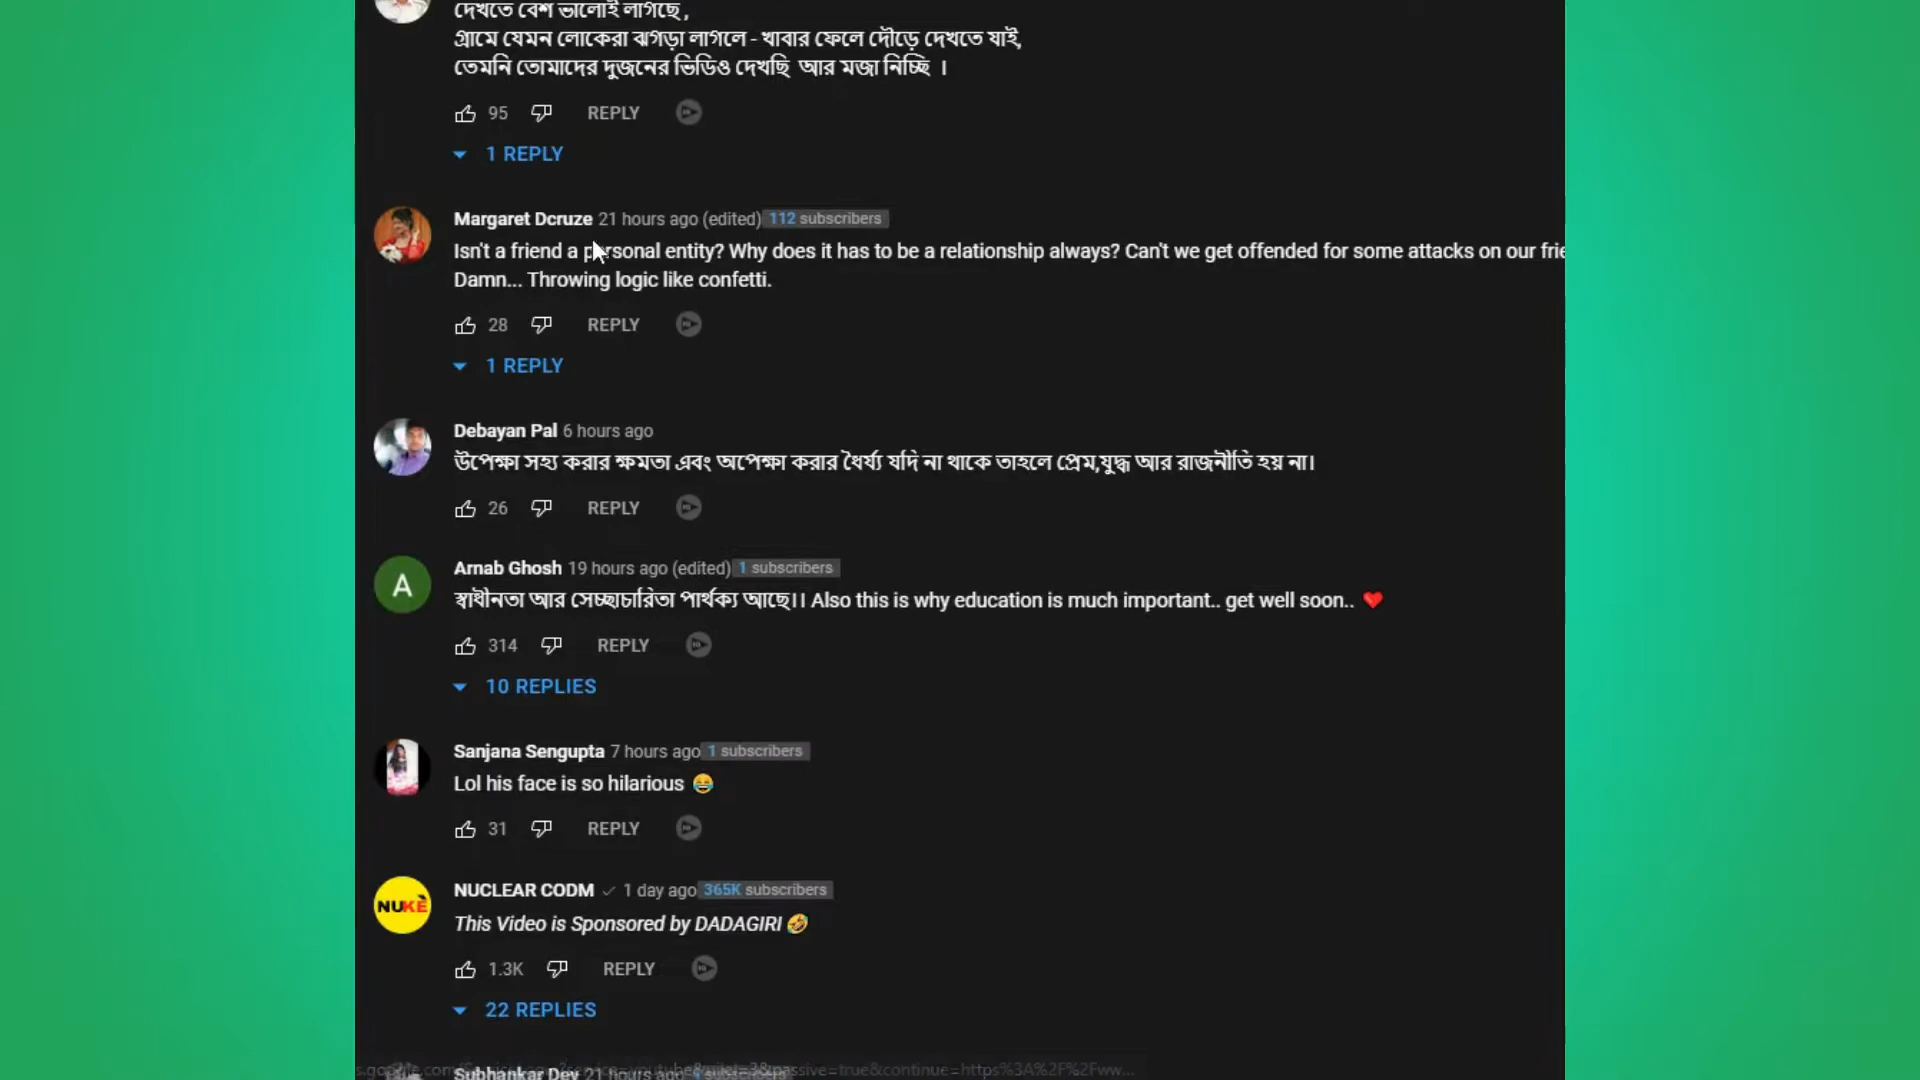 দেখতে বেশ ভালোই লাগছে,
গ্রামে যেমন লোকেরা ঝগড়া লাগলে - খাবার ফেলে দৌড়ে দেখতে যাই,
তেমনি তোমাদের দুজনের ভিডিও দেখছি আর মজা নিচ্ছি ।
95 REPLY
1 REPLY
Margaret Dcruze 21 hours ago (edited) 112 subscribers
Isn't a friend a personal entity? Why does it has to be a relationship always? Can't we get offended for some attacks on our frie
Damn... Throwing logic like confetti.
28 REPLY
1 REPLY
Debayan Pal 6 hours ago
উপেক্ষা সহ্য করার ক্ষমতা এবং অপেক্ষা করার ধৈর্য্য যদি না থাকে তাহলে প্রেম,যুদ্ধ আর রাজনীতি হয় না।
26 REPLY
A
Arnab Ghosh 19 hours ago (edited) 1 subscribers
স্বাধীনতা আর সেচ্ছাচারিতা পার্থক্য আছে।। Also this is why education is much important.. get well soon.. ❤️
314 REPLY
10 REPLIES
Sanjana Sengupta 7 hours ago 1 subscribers
Lol his face is so hilarious 😂
31 REPLY
NUKE
NUCLEAR CODM 1 day ago 365K subscribers
This Video is Sponsored by DADAGIRI 🤣
1.3K REPLY
22 REPLIES
Subhankar Dey 21 hours ago subscribers